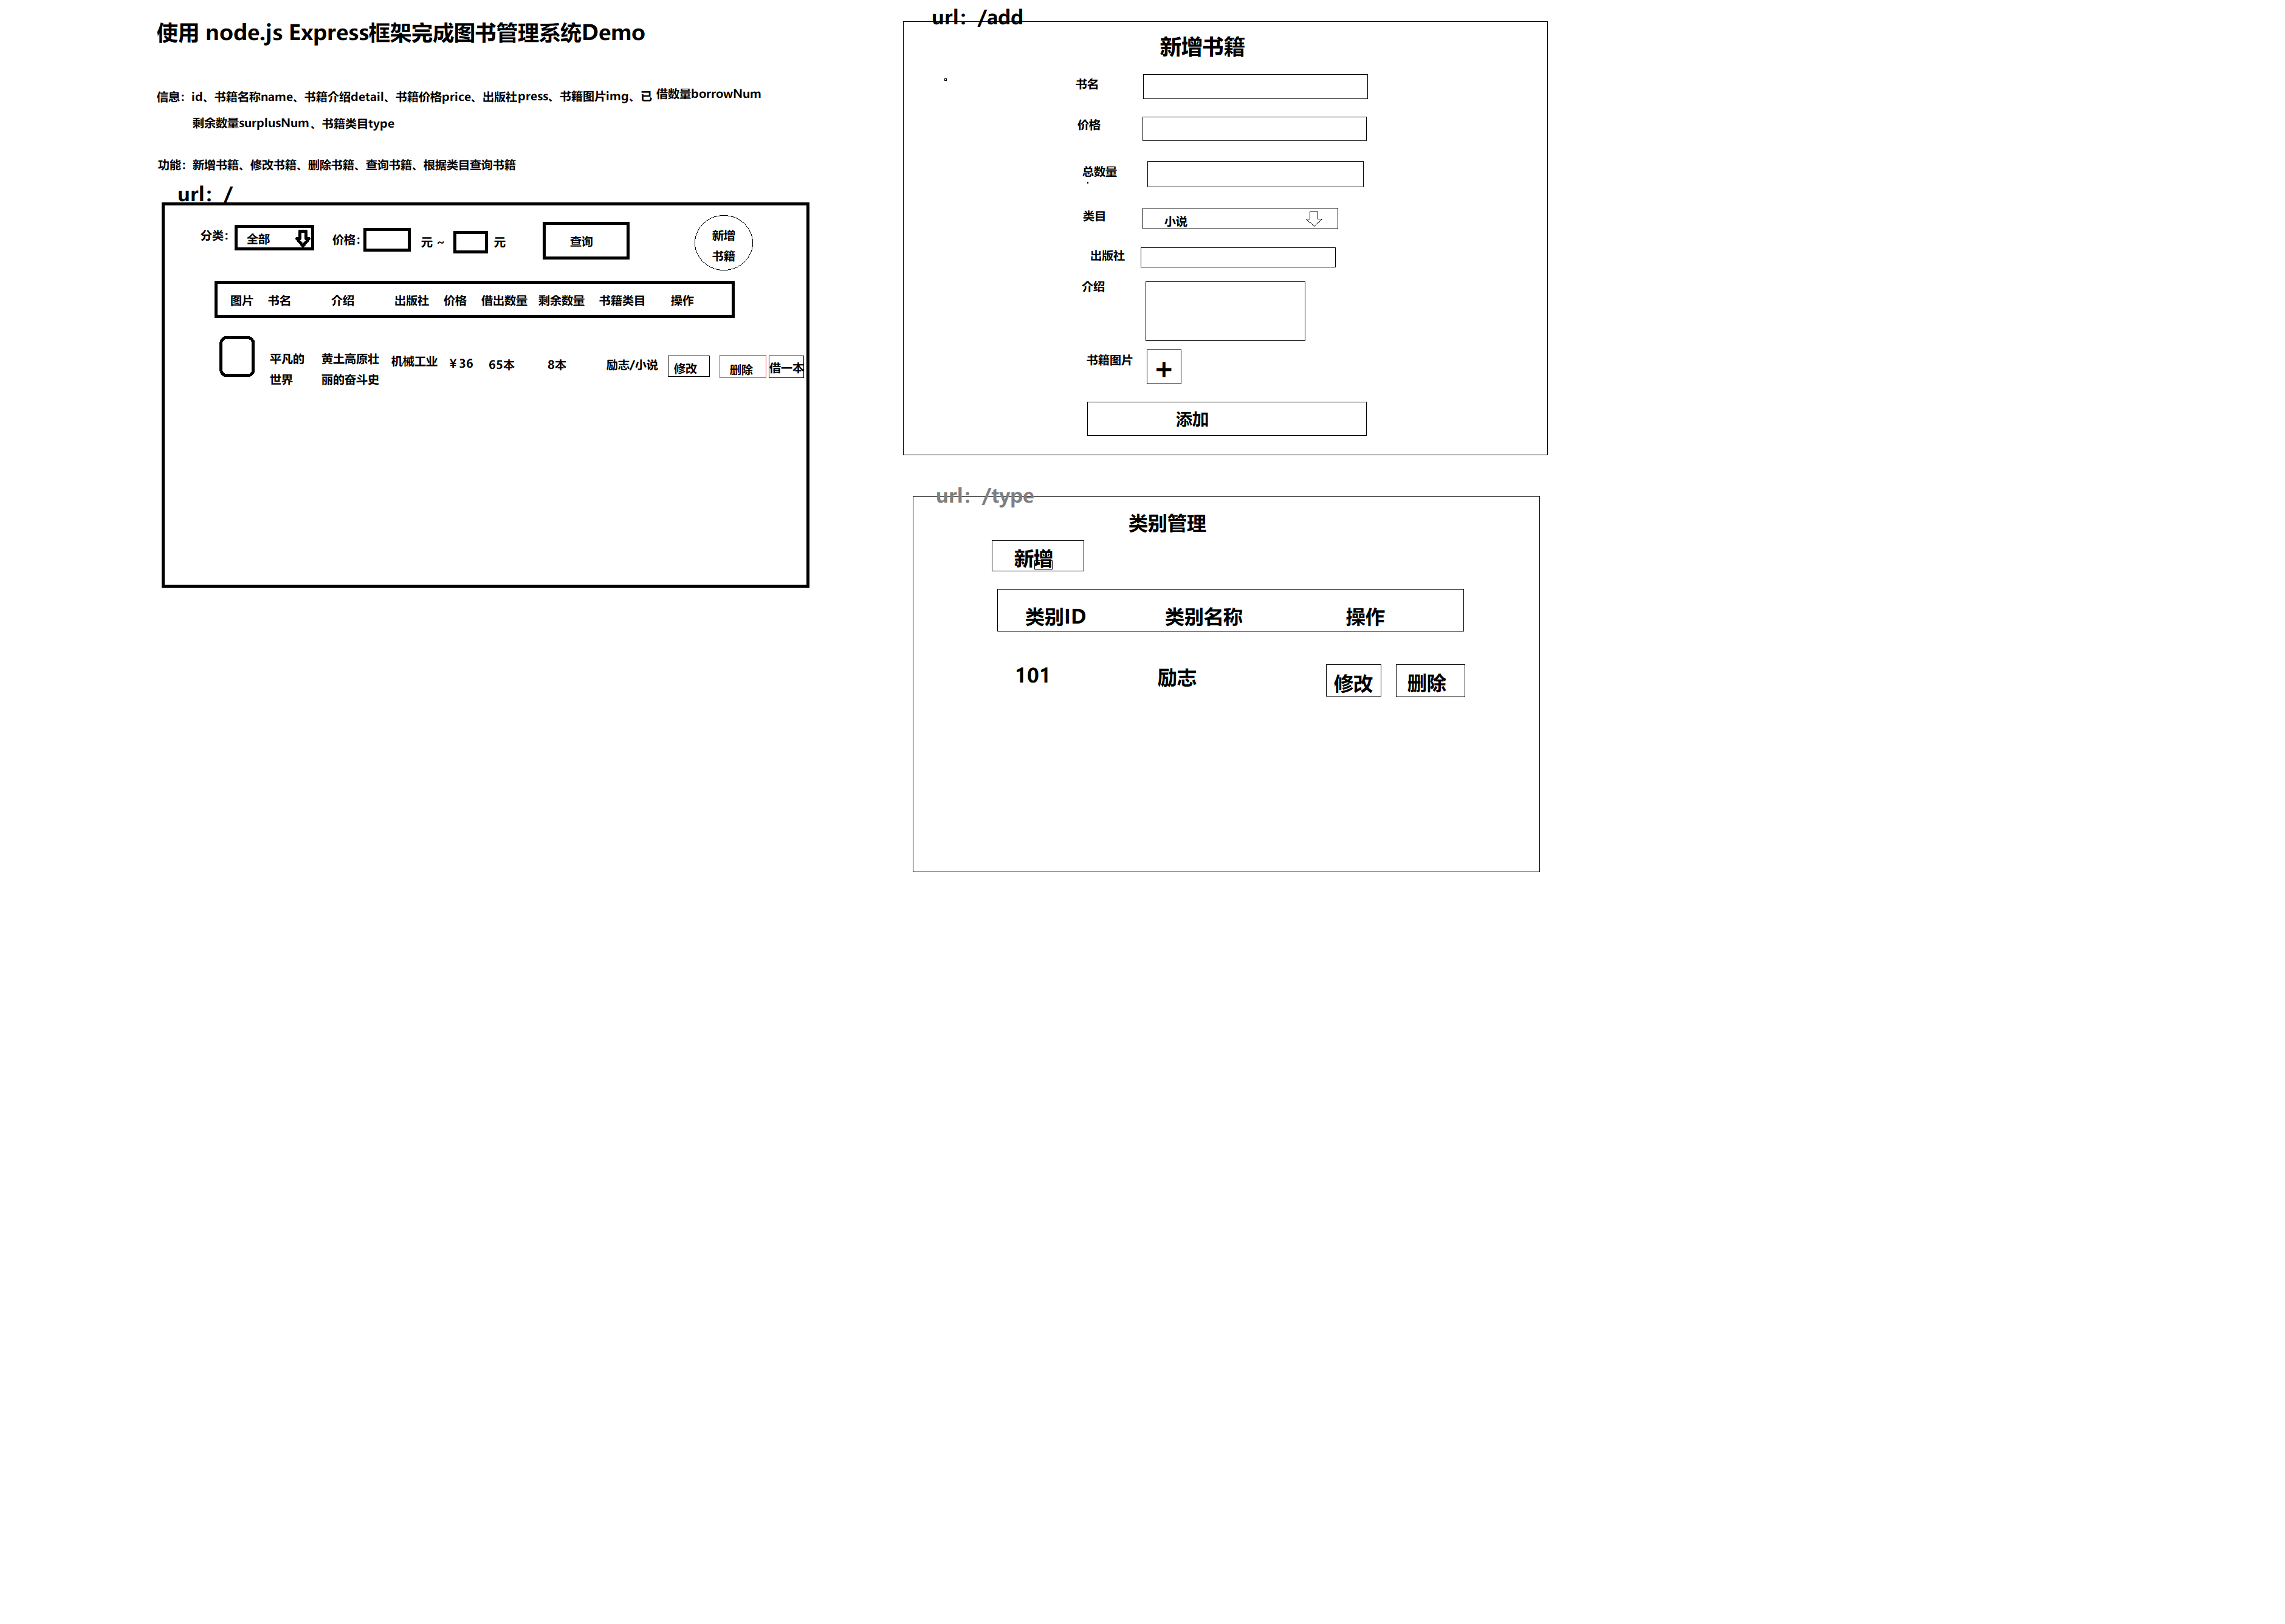 使用 node.js Express框架完成图书管理系统Demo
信息：id、书籍名称name、书籍介绍detail、书籍价格price、出版社press、书籍图片img、已 借数量borrowNum
剩余数量surplusNum、书籍类目type
功能：新增书籍、修改书籍、删除书籍、查询书籍、根据类目查询书籍
url：/
分类： 全部 价格： 元 ~ 元 查询 新增
书籍
图片 书名 介绍 出版社 价格 借出数量 剩余数量 书籍类目 操作
平凡的 黄土高原壮 机械工业 ￥36 65本 8本 励志/小说 修改 删除 借一本
世界 丽的奋斗史
url：/add
新增书籍
书名
价格
总数量
类目 小说
出版社
介绍
书籍图片 +
添加
url：/type
类别管理
新增
类别ID 类别名称 操作
101 励志 修改 删除